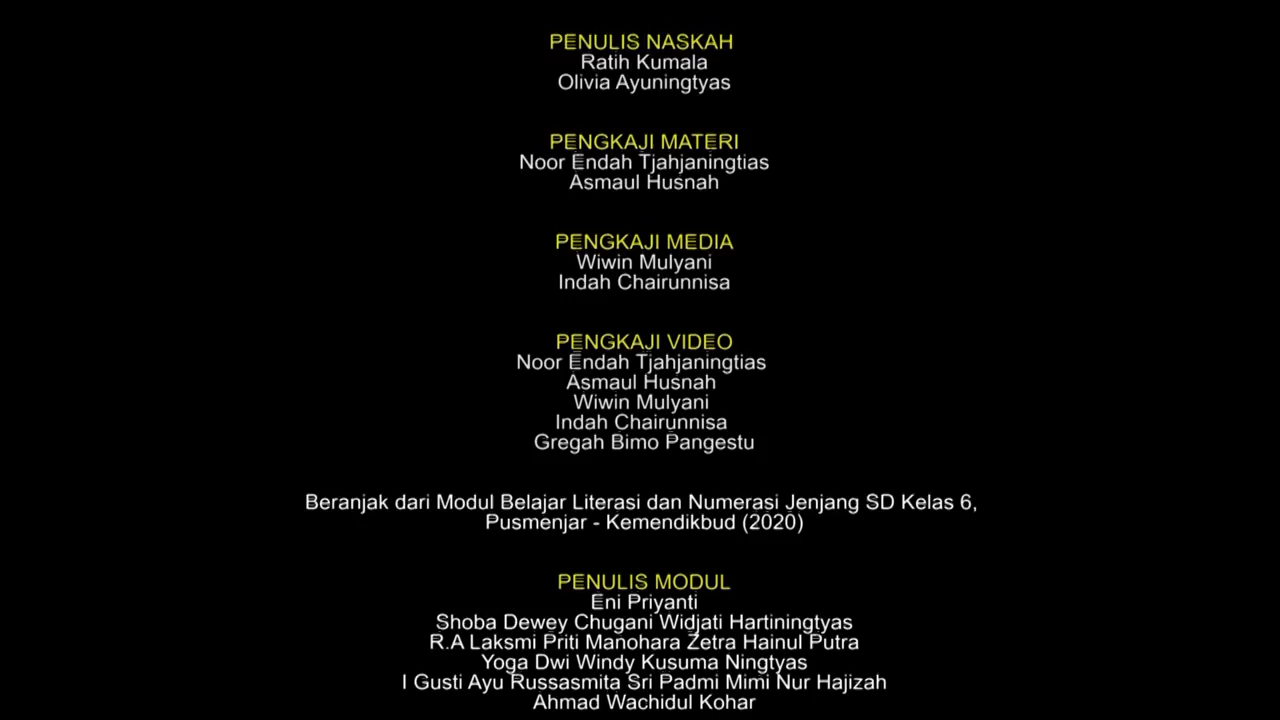 PENULIS NASKAH
Ratih Kumala
Olivia Ayuningtyas
PENGKAJI MATERI
Noor Endah Tjahjaningtias
Asmaul Husnah
PENGKAJI MEDIA
Wiwin Mulyani
Indah Chairunnisa
PENGKAJI VIDEO
Noor Endah Tjahjaningtias
Asmaul Husnah
Wiwin Mulyani
Indah Chairunnisa
Gregah Bimo Pangestu
Beranjak dari Modul Belajar Literasi dan Numerasi Jenjang SD Kelas 6,
Pusmenjar - Kemendikbud (2020)
PENULIS MODUL
Eni Priyanti
Shoba Dewey Chugani Widjati Hartiningtyas
R.A Laksmi Priti Manohara Zetra Hainul Putra
Yoga Dwi Windy Kusuma Ningtyas
I Gusti Ayu Russasmita Sri Padmi Mimi Nur Hajizah
Ahmad Wachidul Kohar